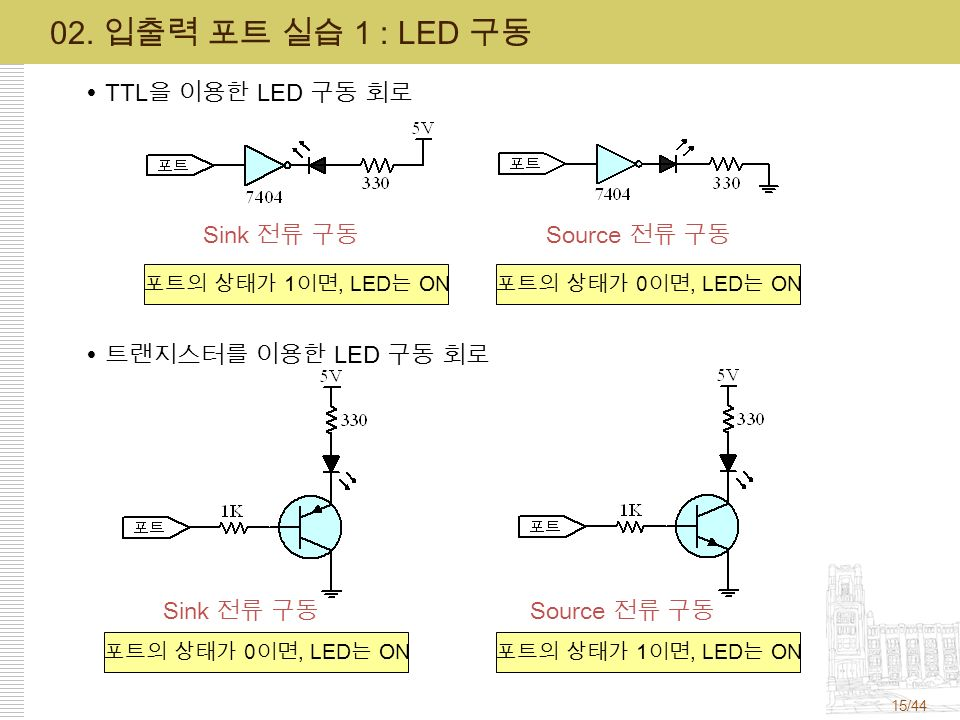 02. 입출력 포트 실습 1 : LED 구동
• TTL을 이용한 LED 구동 회로
포트
7404
330
5V
포트
7404
330
Sink 전류 구동
Source 전류 구동
포트의 상태가 1이면, LED는 ON
포트의 상태가 0이면, LED는 ON
• 트랜지스터를 이용한 LED 구동 회로
5V
330
1K
포트
5V
330
1K
포트
Sink 전류 구동
Source 전류 구동
포트의 상태가 0이면, LED는 ON
포트의 상태가 1이면, LED는 ON
15/44